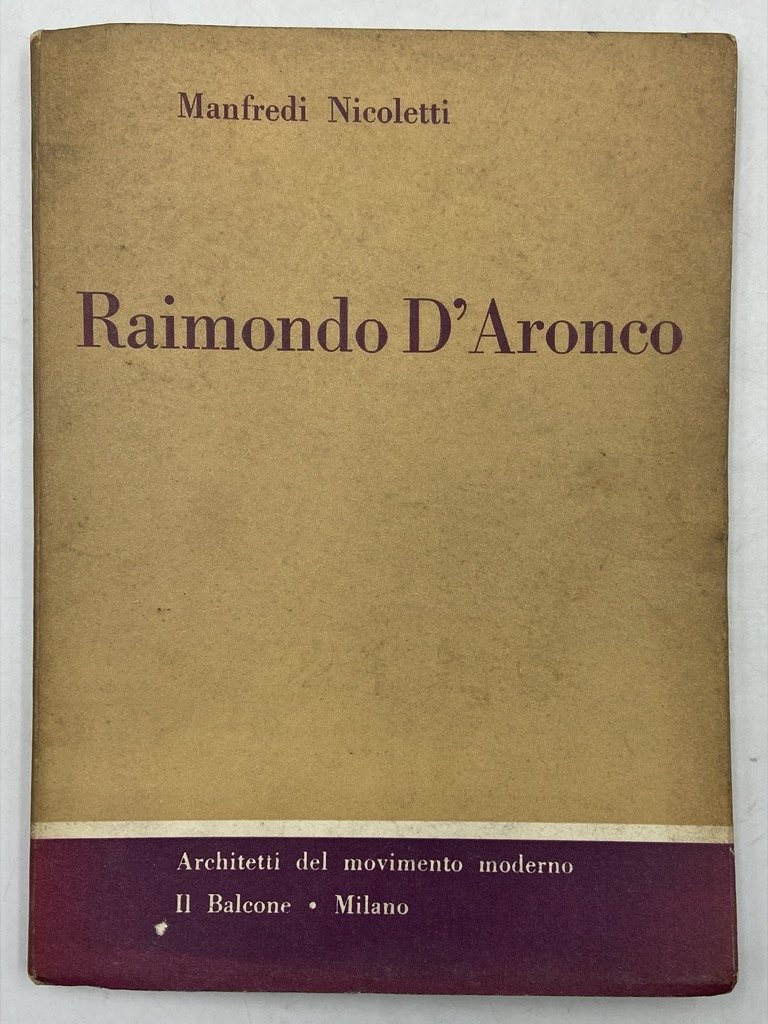 Manfredi Nicoletti
Raimondo D'Aronco
Architetti del movimento moderno
Il Balcone • Milano